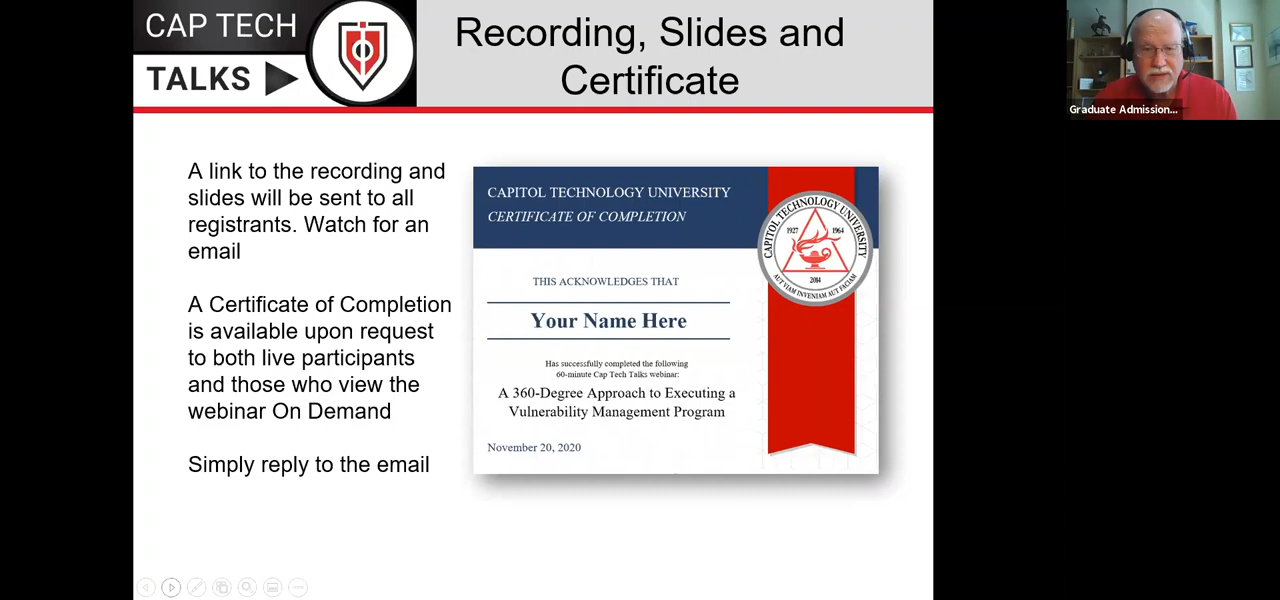 CAP TECH
TALKS
Recording, Slides and
Certificate
Graduate Admission...
A link to the recording and
slides will be sent to all
registrants. Watch for an
email
A Certificate of Completion
is available upon request
to both live participants
and those who view the
webinar On Demand
Simply reply to the email
CAPITOL TECHNOLOGY UNIVERSITY
CERTIFICATE OF COMPLETION
THIS ACKNOWLEDGES THAT
Your Name Here
Has successfully completed the following
60-minute Cap Tech Talks webinar:
A 360-Degree Approach to Executing a
Vulnerability Management Program
November 20, 2020
CAPITOL TECHNOLOGY UNIVERSITY
1927 1964
2014
AUT VIAM INVENIAM AUT FACIAM